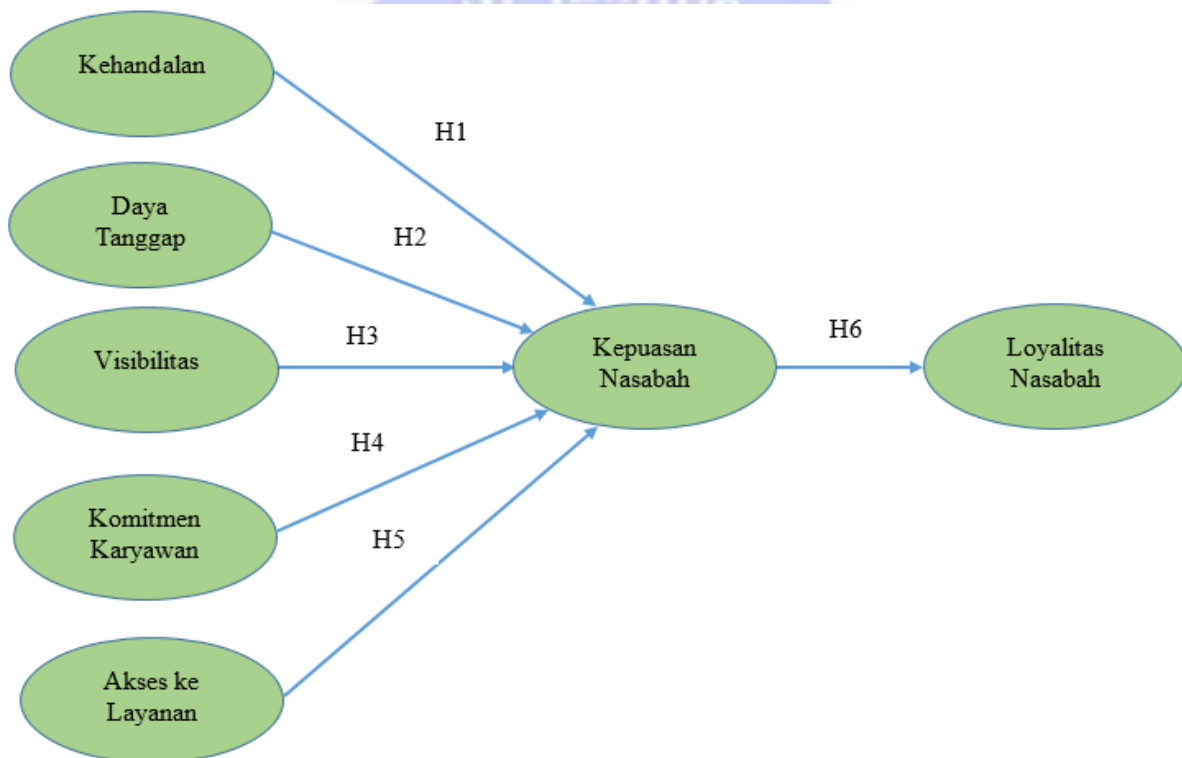 Kehandalan
H1
Daya
Tanggap
H2
Visibilitas
H3
Kepuasan
Nasabah
H6
Loyalitas
Nasabah
H4
Komitmen
Karyawan
H5
Akses ke
Layanan